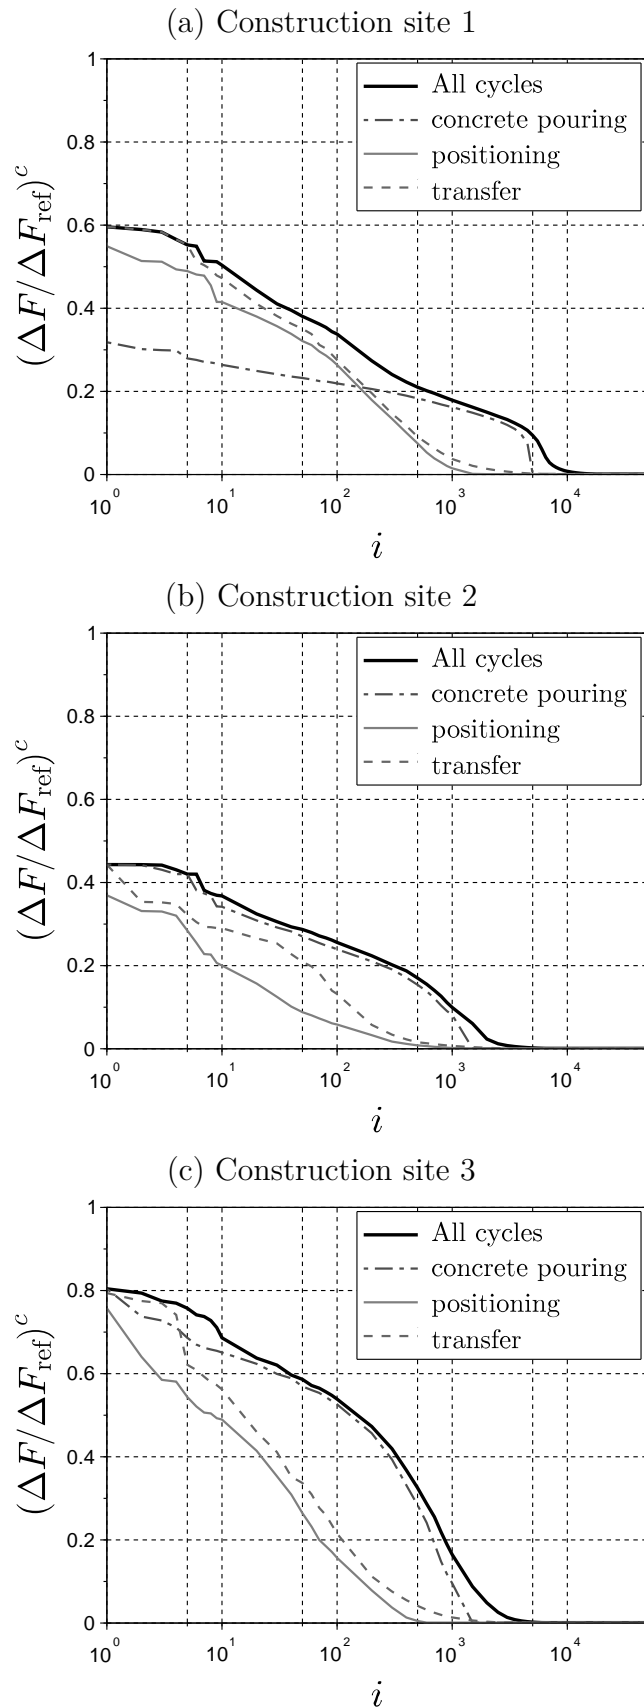 (a) Construction site 1
(ΔF/ΔF_ref)^c
1
0.8
0.6
0.4
0.2
0
All cycles
concrete pouring
positioning
transfer
10^0 10^1 10^2 10^3 10^4
i
(b) Construction site 2
(ΔF/ΔF_ref)^c
1
0.8
0.6
0.4
0.2
0
All cycles
concrete pouring
positioning
transfer
10^0 10^1 10^2 10^3 10^4
i
(c) Construction site 3
(ΔF/ΔF_ref)^c
1
0.8
0.6
0.4
0.2
0
All cycles
concrete pouring
positioning
transfer
10^0 10^1 10^2 10^3 10^4
i